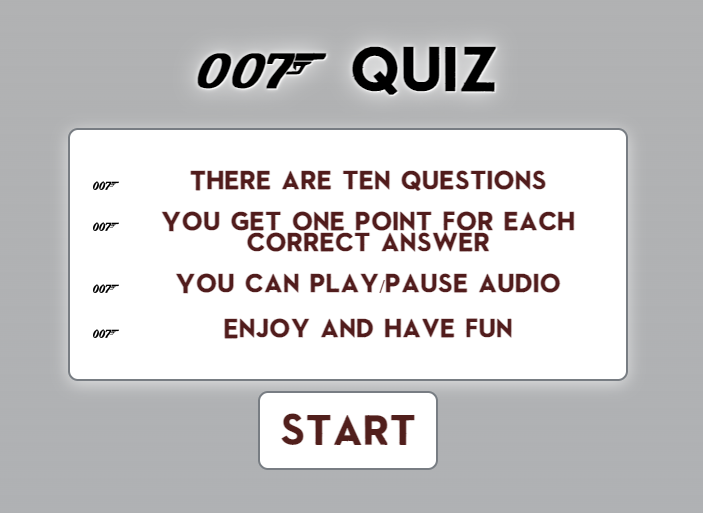 007 QUIZ
007 THERE ARE TEN QUESTIONS
007 YOU GET ONE POINT FOR EACH
CORRECT ANSWER
007 YOU CAN PLAY/PAUSE AUDIO
007 ENJOY AND HAVE FUN
START